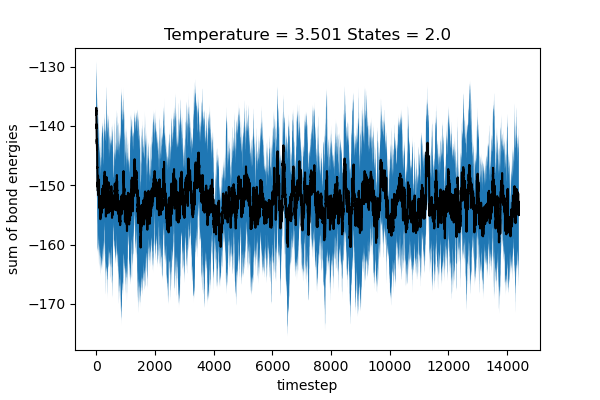 Temperature = 3.501 States = 2.0
sum of bond energies
−130
−140
−150
−160
−170
0 2000 4000 6000 8000 10000 12000 14000
timestep